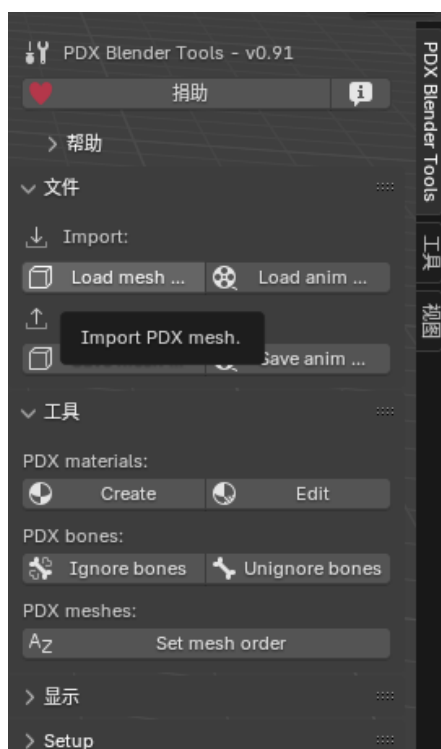 PDX Blender Tools - v0.91
捐助
帮助
文件
Import:
Load mesh ... Load anim ...
Import PDX mesh.
Save anim ...
工具
PDX materials:
Create Edit
PDX bones:
Ignore bones Unignore bones
PDX meshes:
AZ Set mesh order
显示
Setup
PDX Blender Tools
工具
视图